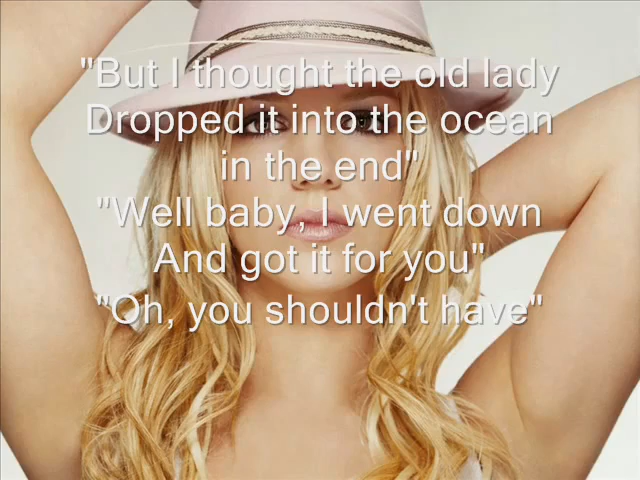 "But I thought the old lady
Dropped it into the ocean
in the end"
"Well baby, I went down
And got it for you"
"Oh, you shouldn't have"